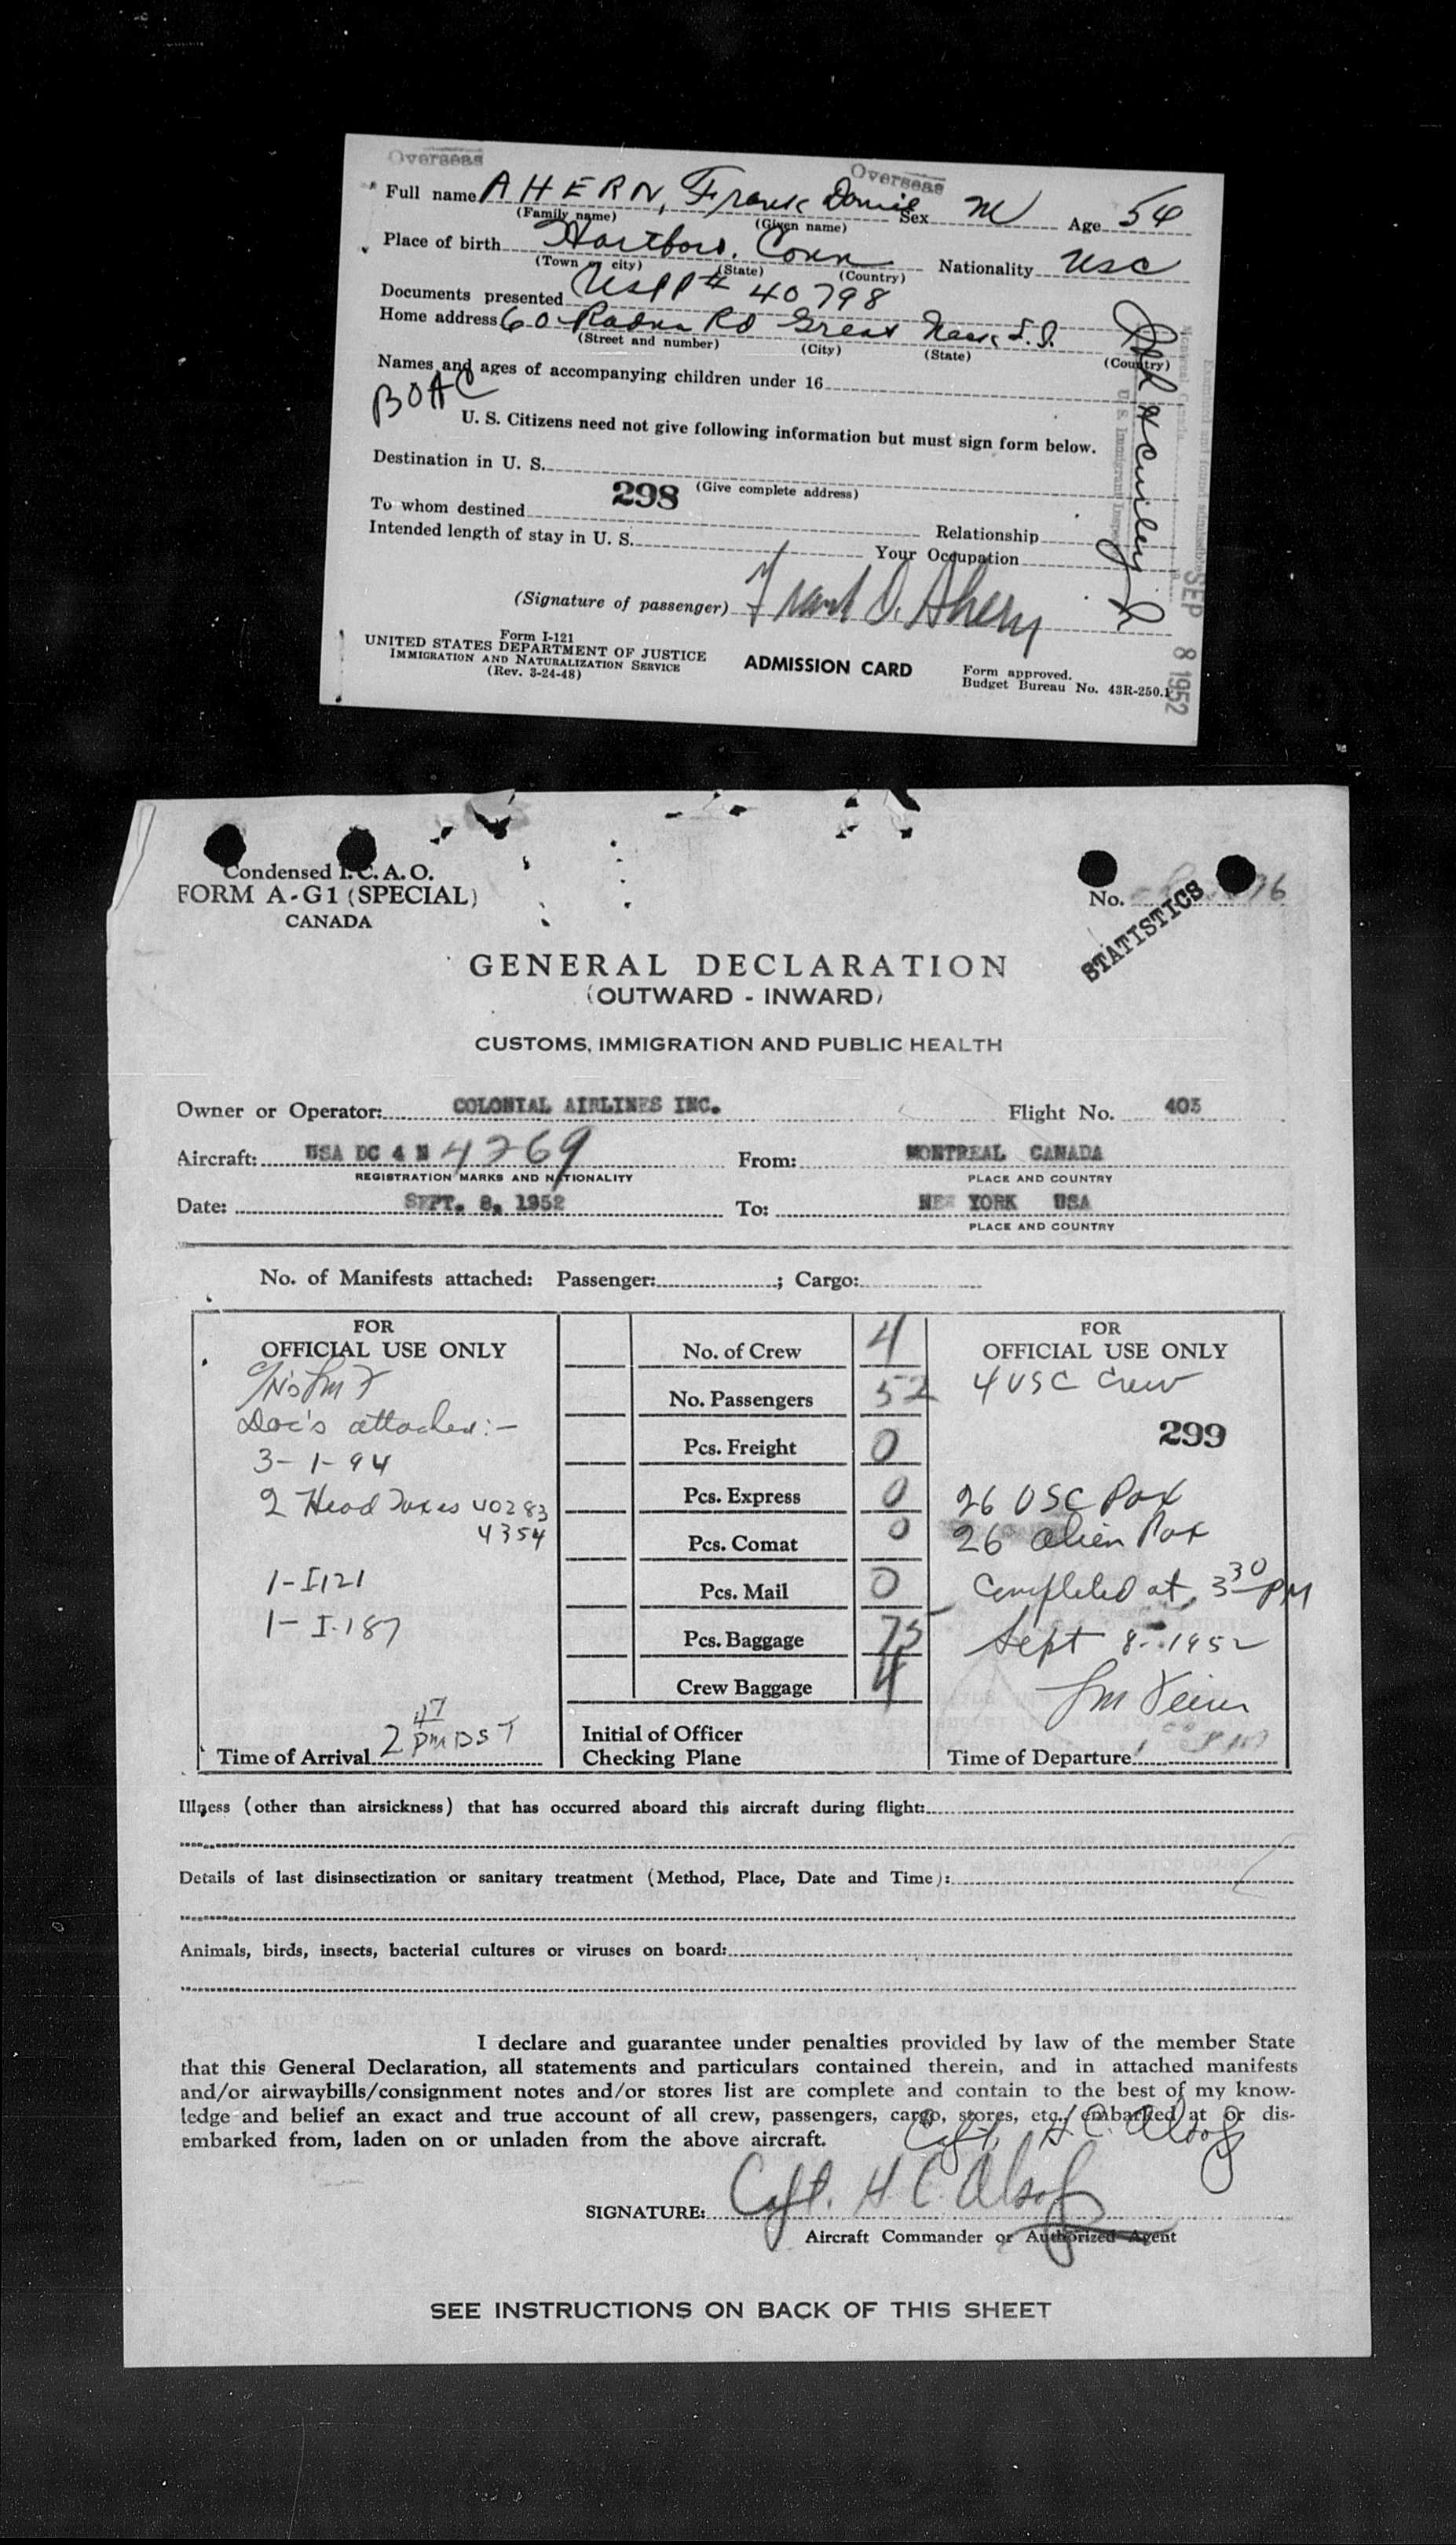 Overseas
Overseas
Full name AHERN, Frank Daniel Sex M Age 54
(Family name) (Given name)
Place of birth Hartford, Conn Nationality USC
(Town or city) (State) (Country)
Documents presented USPP# 40798
Home address 60 Radnor Rd Great Neck L.I.
(Street and number) (City) (State) (Country)
Names and ages of accompanying children under 16
BOAC
U. S. Citizens need not give following information but must sign form below.
Destination in U. S.
298 (Give complete address)
To whom destined Relationship
Intended length of stay in U. S. Your Occupation
(Signature of passenger) Frank D. Ahern
Form I-121
UNITED STATES DEPARTMENT OF JUSTICE
IMMIGRATION AND NATURALIZATION SERVICE
(Rev. 3-24-48)
ADMISSION CARD
Form approved.
Budget Bureau No. 43R-250.1
Montreal Canada
U. S. Immigrant Insp
SEP 8 1952
Condensed I.C.A.O.
FORM A-G1 (SPECIAL)
CANADA
No. 76
STATISTICS
GENERAL DECLARATION
(OUTWARD - INWARD)
CUSTOMS, IMMIGRATION AND PUBLIC HEALTH
Owner or Operator: COLONIAL AIRLINES INC. Flight No. 403
Aircraft: USA DC 4 N 4269 From: MONTREAL CANADA
REGISTRATION MARKS AND NATIONALITY PLACE AND COUNTRY
Date: SEPT. 8, 1952 To: NEW YORK USA
PLACE AND COUNTRY
No. of Manifests attached: Passenger: ; Cargo:
FOR
OFFICIAL USE ONLY
Doc's attached:-
3-1-94
2 Head Taxes 40283
4354
1-I121
1-I-187
Time of Arrival 2 47 pm DST
No. of Crew 4
No. Passengers 52
Pcs. Freight 0
Pcs. Express 0
Pcs. Comat 0
Pcs. Mail 0
Pcs. Baggage 75
Crew Baggage 4
Initial of Officer
Checking Plane
FOR
OFFICIAL USE ONLY
4 USC Crew
299
26 USC Pax
26 Alien Pax
Completed at 3 30 PM
Sept 8-1952
Time of Departure
Illness (other than airsickness) that has occurred aboard this aircraft during flight:
Details of last disinsectization or sanitary treatment (Method, Place, Date and Time):
Animals, birds, insects, bacterial cultures or viruses on board:
I declare and guarantee under penalties provided by law of the member State
that this General Declaration, all statements and particulars contained therein, and in attached manifests
and/or airwaybills/consignment notes and/or stores list are complete and contain to the best of my know-
ledge and belief an exact and true account of all crew, passengers, cargo, stores, etc., embarked at or dis-
embarked from, laden on or unladen from the above aircraft.
Capt. H.C. Alsop
SIGNATURE: Capt. H C Alsop
Aircraft Commander or Authorized Agent
SEE INSTRUCTIONS ON BACK OF THIS SHEET